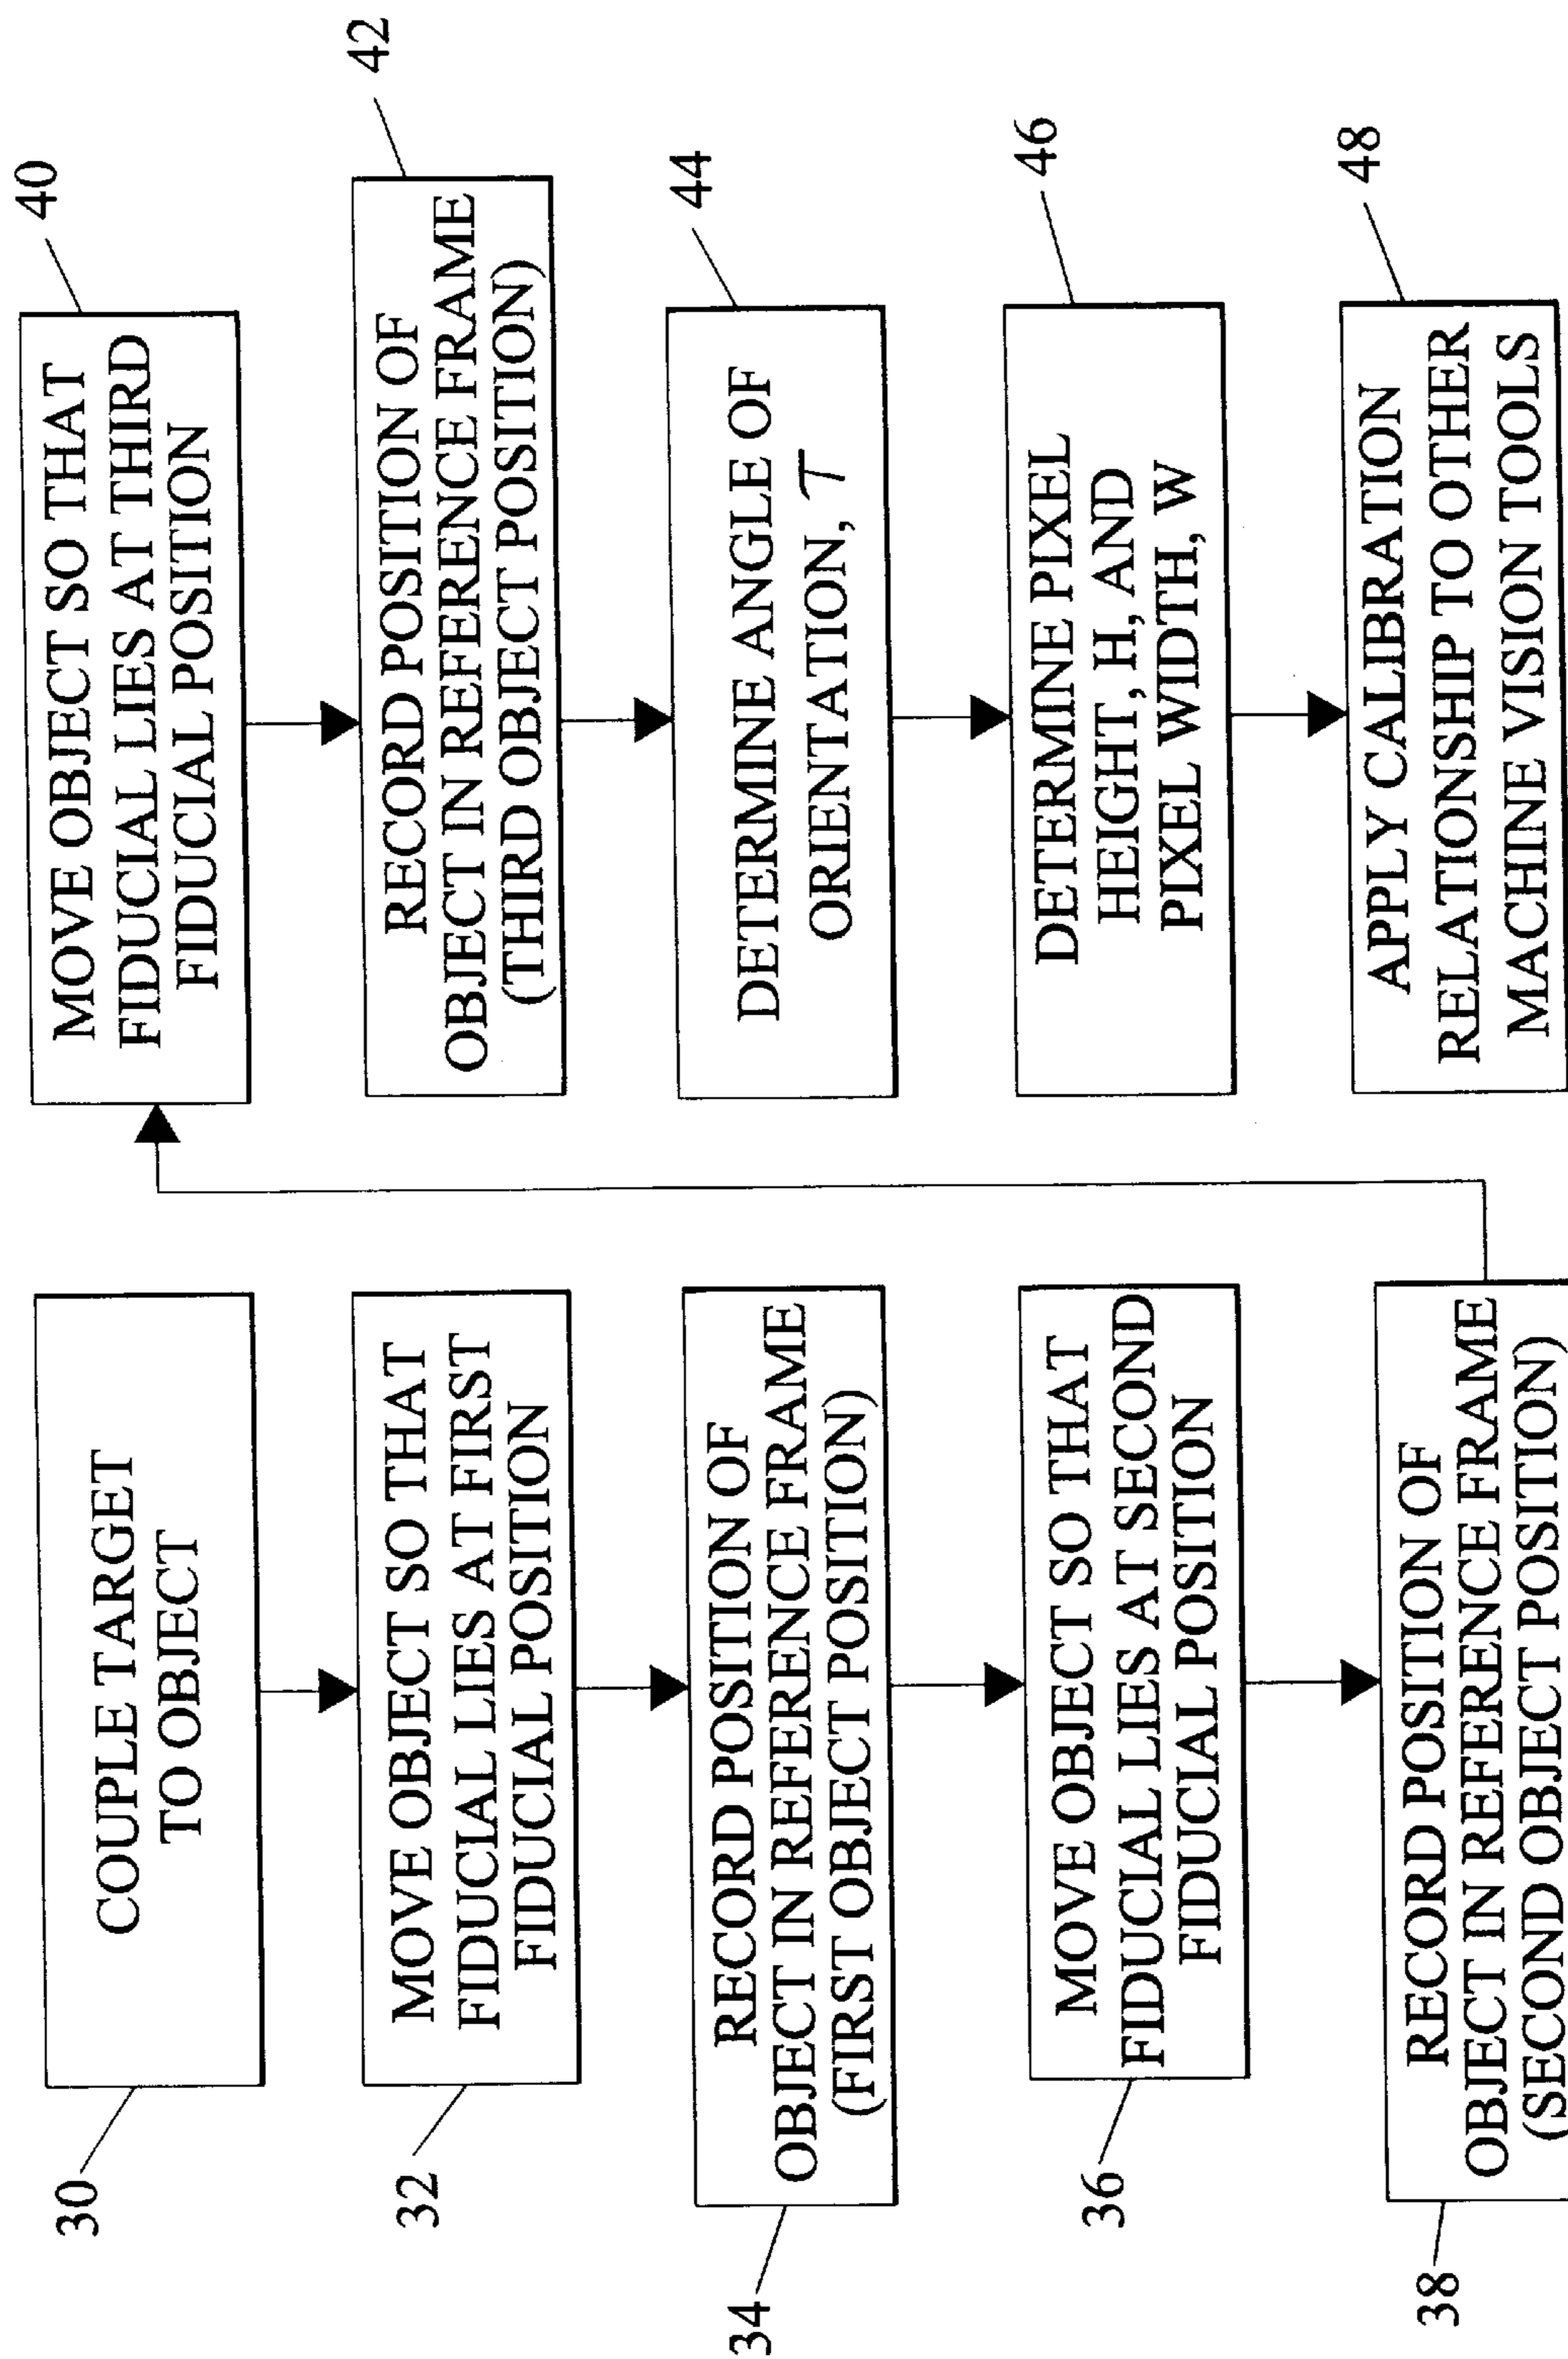 30
COUPLE TARGET
TO OBJECT
32
MOVE OBJECT SO THAT
FIDUCIAL LIES AT FIRST
FIDUCIAL POSITION
34
RECORD POSITION OF
OBJECT IN REFERENCE FRAME
(FIRST OBJECT POSITION)
36
MOVE OBJECT SO THAT
FIDUCIAL LIES AT SECOND
FIDUCIAL POSITION
38
RECORD POSITION OF
OBJECT IN REFERENCE FRAME
(SECOND OBJECT POSITION)
40
MOVE OBJECT SO THAT
FIDUCIAL LIES AT THIRD
FIDUCIAL POSITION
42
RECORD POSITION OF
OBJECT IN REFERENCE FRAME
(THIRD OBJECT POSITION)
44
DETERMINE ANGLE OF
ORIENTATION, τ
46
DETERMINE PIXEL
HEIGHT, H, AND
PIXEL WIDTH, W
48
APPLY CALIBRATION
RELATIONSHIP TO OTHER
MACHINE VISION TOOLS